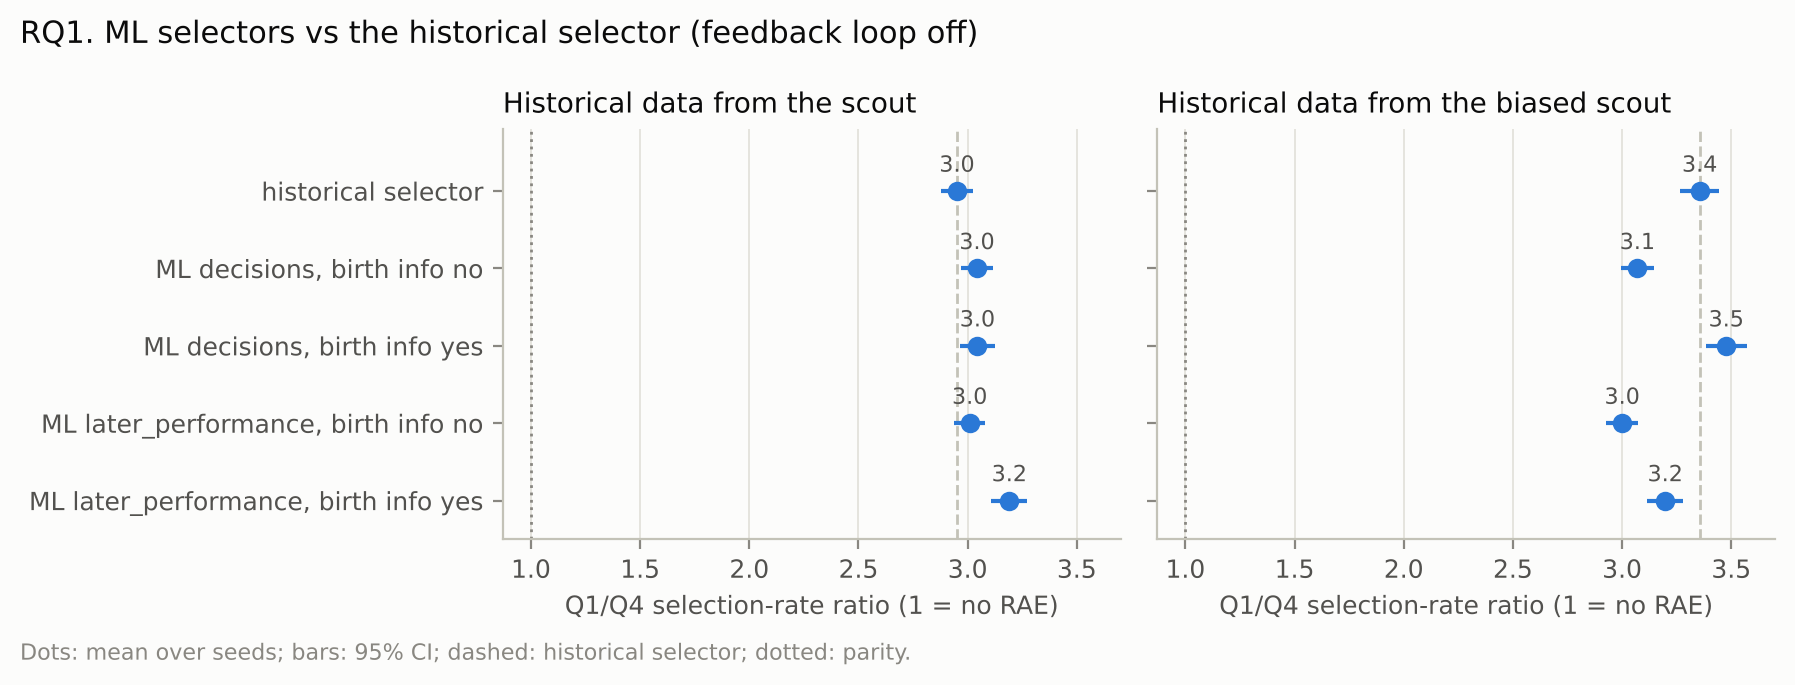 RQ1. ML selectors vs the historical selector (feedback loop off)
Historical data from the scout
Historical data from the biased scout
historical selector
ML decisions, birth info no
ML decisions, birth info yes
ML later_performance, birth info no
ML later_performance, birth info yes
3.0
3.0
3.0
3.0
3.2
3.4
3.1
3.5
3.0
3.2
1.0 1.5 2.0 2.5 3.0 3.5
1.0 1.5 2.0 2.5 3.0 3.5
Q1/Q4 selection-rate ratio (1 = no RAE)
Q1/Q4 selection-rate ratio (1 = no RAE)
Dots: mean over seeds; bars: 95% CI; dashed: historical selector; dotted: parity.